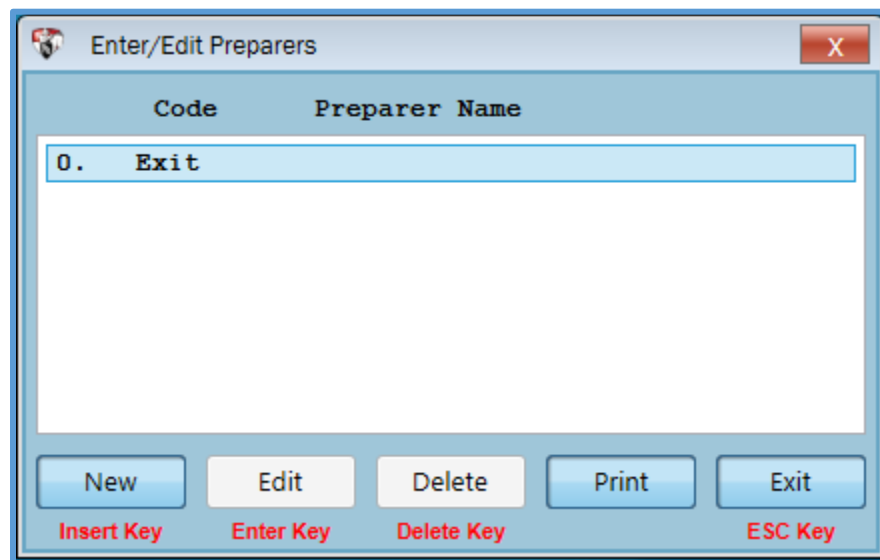 Enter/Edit Preparers
X
Code Preparer Name
0. Exit
New Edit Delete Print Exit
Insert Key Enter Key Delete Key ESC Key